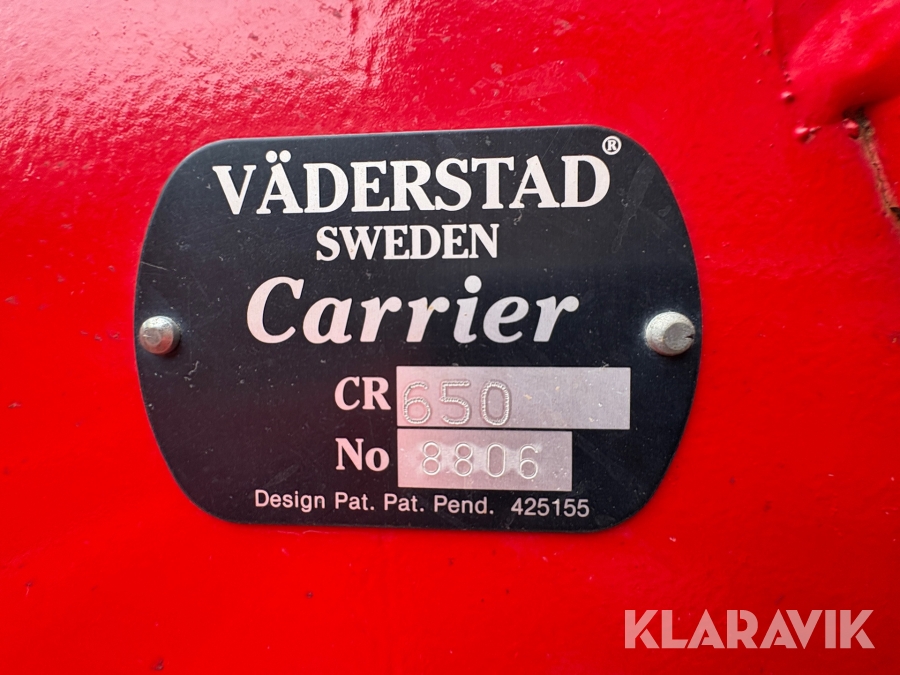 VÄDERSTAD®
SWEDEN
Carrier
CR 650
No 8806
Design Pat. Pat. Pend. 425155
KLARAVIK